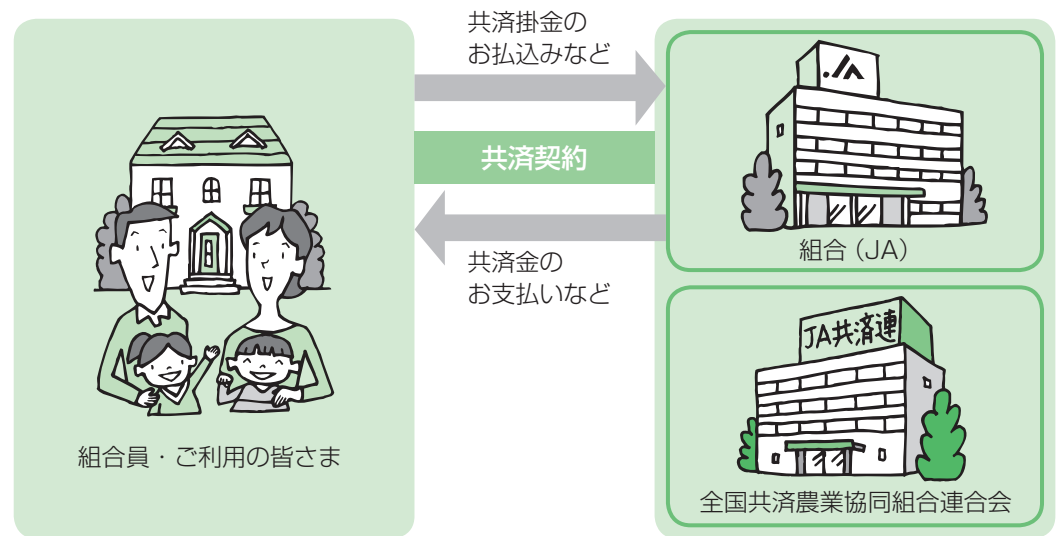 共済掛金の
お払込みなど
共済契約
共済金の
お支払いなど
組合員・ご利用の皆さま
JA
組合（JA）
JA共済連
全国共済農業協同組合連合会